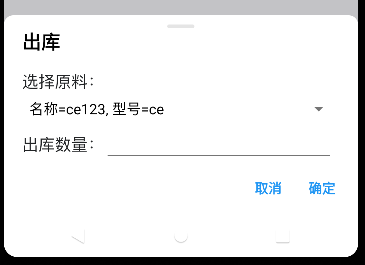 出库
选择原料：
名称=ce123, 型号=ce
出库数量：
取消 确定